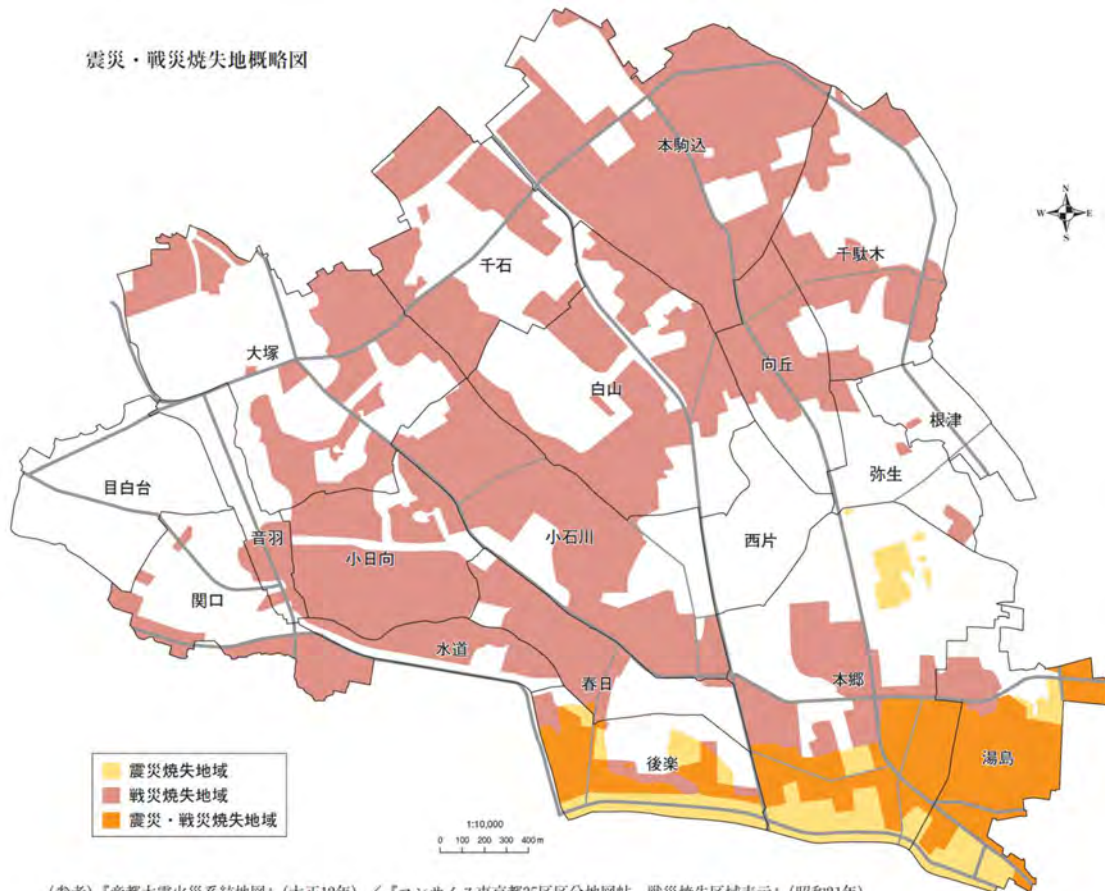 震災・戦災焼失地概略図
本駒込
N
W E
S
千石
千駄木
大塚
白山
向丘
根津
目白台
弥生
音羽
小石川
西片
小日向
関口
水道
春日
本郷
後楽
湯島
震災焼失地域
戦災焼失地域
震災・戦災焼失地域
1:10,000
0 100 200 300 400m